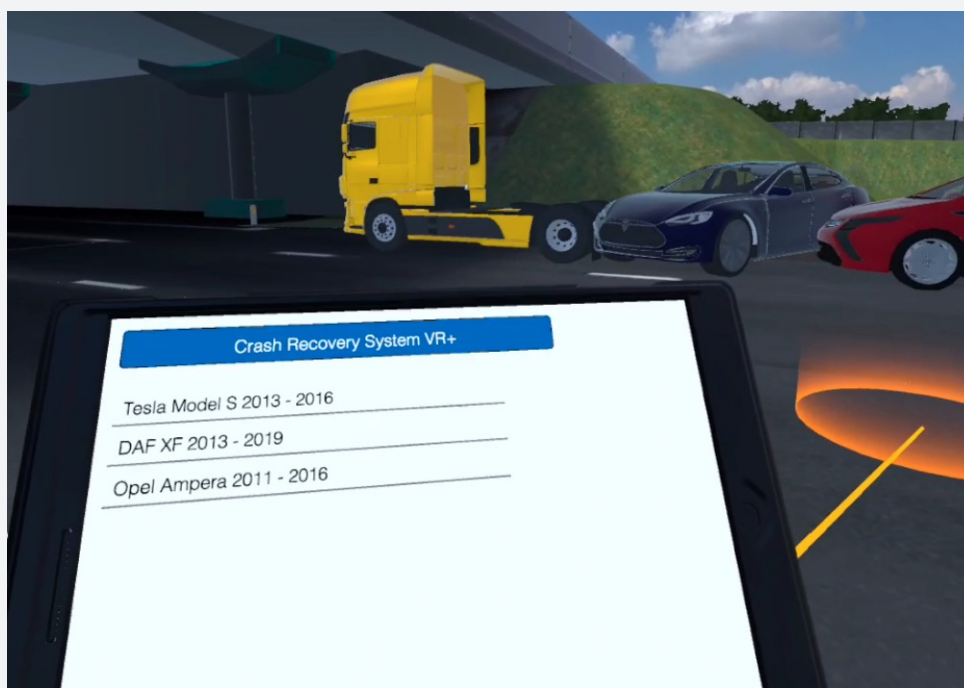 Crash Recovery System VR+
Tesla Model S 2013 - 2016
DAF XF 2013 - 2019
Opel Ampera 2011 - 2016